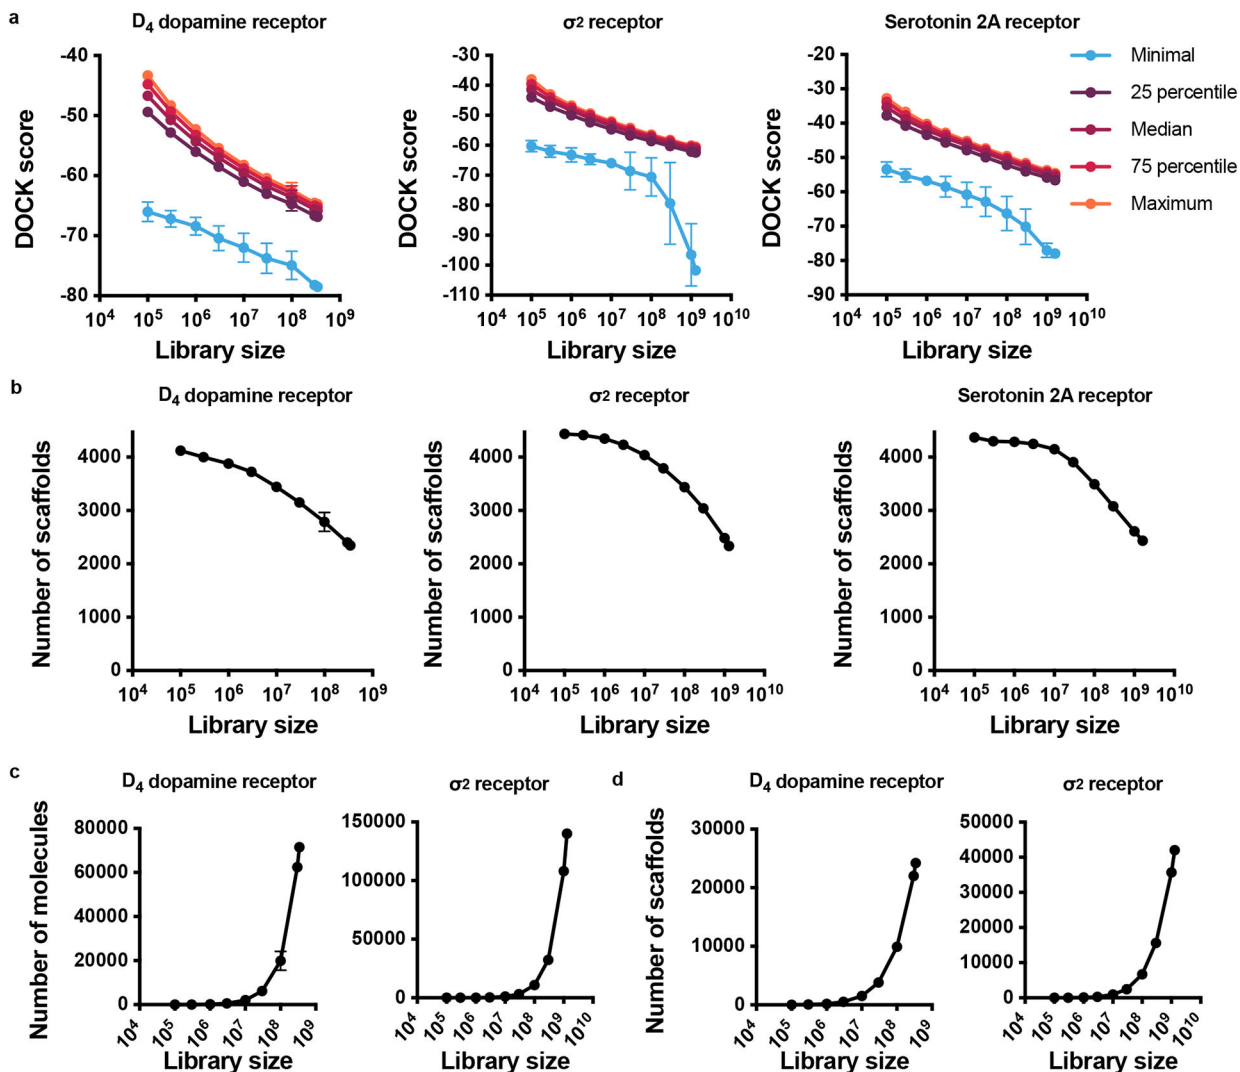 a
D4 dopamine receptor
σ2 receptor
Serotonin 2A receptor
DOCK score
-40
-50
-60
-70
-80
10^4 10^5 10^6 10^7 10^8 10^9
Library size
DOCK score
-30
-40
-50
-60
-70
-80
-90
-100
-110
10^4 10^5 10^6 10^7 10^8 10^9 10^10
Library size
DOCK score
-20
-30
-40
-50
-60
-70
-80
-90
10^4 10^5 10^6 10^7 10^8 10^9 10^10
Library size
Minimal
25 percentile
Median
75 percentile
Maximum
b
D4 dopamine receptor
σ2 receptor
Serotonin 2A receptor
Number of scaffolds
4000
3000
2000
1000
0
10^4 10^5 10^6 10^7 10^8 10^9
Library size
Number of scaffolds
4000
3000
2000
1000
0
10^4 10^5 10^6 10^7 10^8 10^9 10^10
Library size
Number of scaffolds
4000
3000
2000
1000
0
10^4 10^5 10^6 10^7 10^8 10^9 10^10
Library size
c
D4 dopamine receptor
σ2 receptor
Number of molecules
80000
60000
40000
20000
0
10^4 10^5 10^6 10^7 10^8 10^9
Library size
150000
100000
50000
0
10^4 10^5 10^6 10^7 10^8 10^9 10^10
Library size
d
D4 dopamine receptor
σ2 receptor
Number of scaffolds
30000
20000
10000
0
10^4 10^5 10^6 10^7 10^8 10^9
Library size
50000
40000
30000
20000
10000
0
10^4 10^5 10^6 10^7 10^8 10^9 10^10
Library size